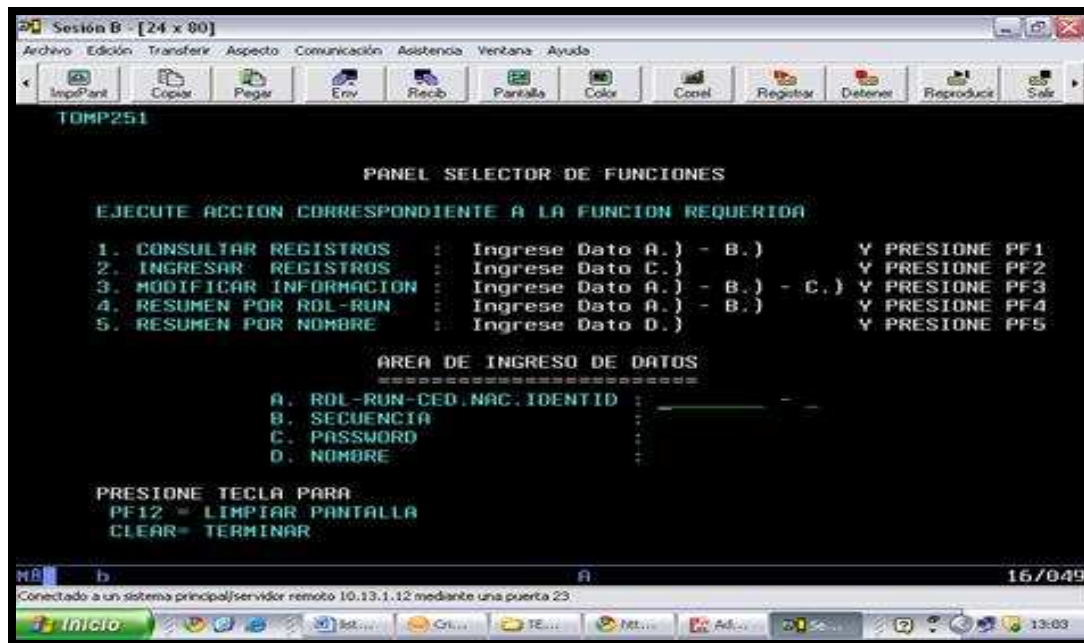 Sesión B - [24 x 80]
Archivo Edición Transferir Aspecto Comunicación Asistencia Ventana Ayuda
ImprPant Copiar Pegar Env Recib Pantalla Color Correl Registrar Detener Reproducir Salir
TOMP251
PANEL SELECTOR DE FUNCIONES
EJECUTE ACCION CORRESPONDIENTE A LA FUNCION REQUERIDA
1. CONSULTAR REGISTROS : Ingrese Dato A.) - B.) Y PRESIONE PF1
2. INGRESAR REGISTROS : Ingrese Dato C.) Y PRESIONE PF2
3. MODIFICAR INFORMACION : Ingrese Dato A.) - B.) - C.) Y PRESIONE PF3
4. RESUMEN POR ROL-RUN : Ingrese Dato A.) - B.) Y PRESIONE PF4
5. RESUMEN POR NOMBRE : Ingrese Dato D.) Y PRESIONE PF5
AREA DE INGRESO DE DATOS
=========================
A. ROL-RUN-CED.NAC.IDENTID : _________ - _
B. SECUENCIA :
C. PASSWORD :
D. NOMBRE :
PRESIONE TECLA PARA
PF12 = LIMPIAR PANTALLA
CLEAR= TERMINAR
MA b A 16/049
Conectado a un sistema principal/servidor remoto 10.13.1.12 mediante una puerta 23
Inicio list... TE... Ad... 13:03